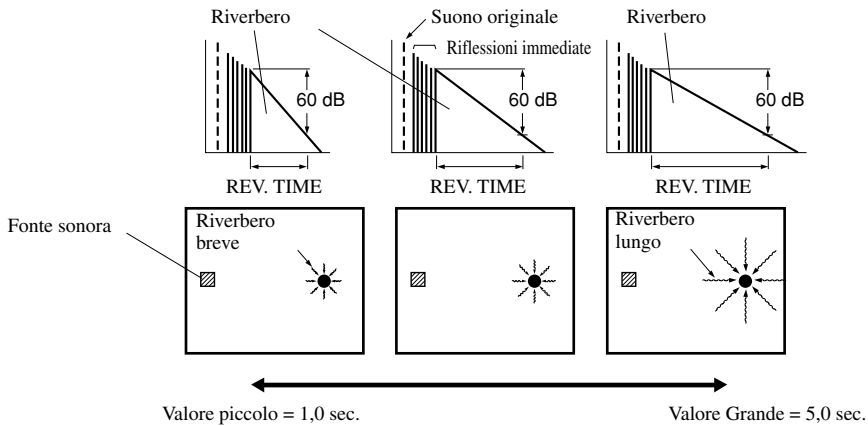 Riverbero
Suono originale
Riverbero
Riflessioni immediate
60 dB
60 dB
60 dB
REV. TIME
REV. TIME
REV. TIME
Fonte sonora
Riverbero
breve
Riverbero
lungo
Valore piccolo = 1,0 sec.
Valore Grande = 5,0 sec.